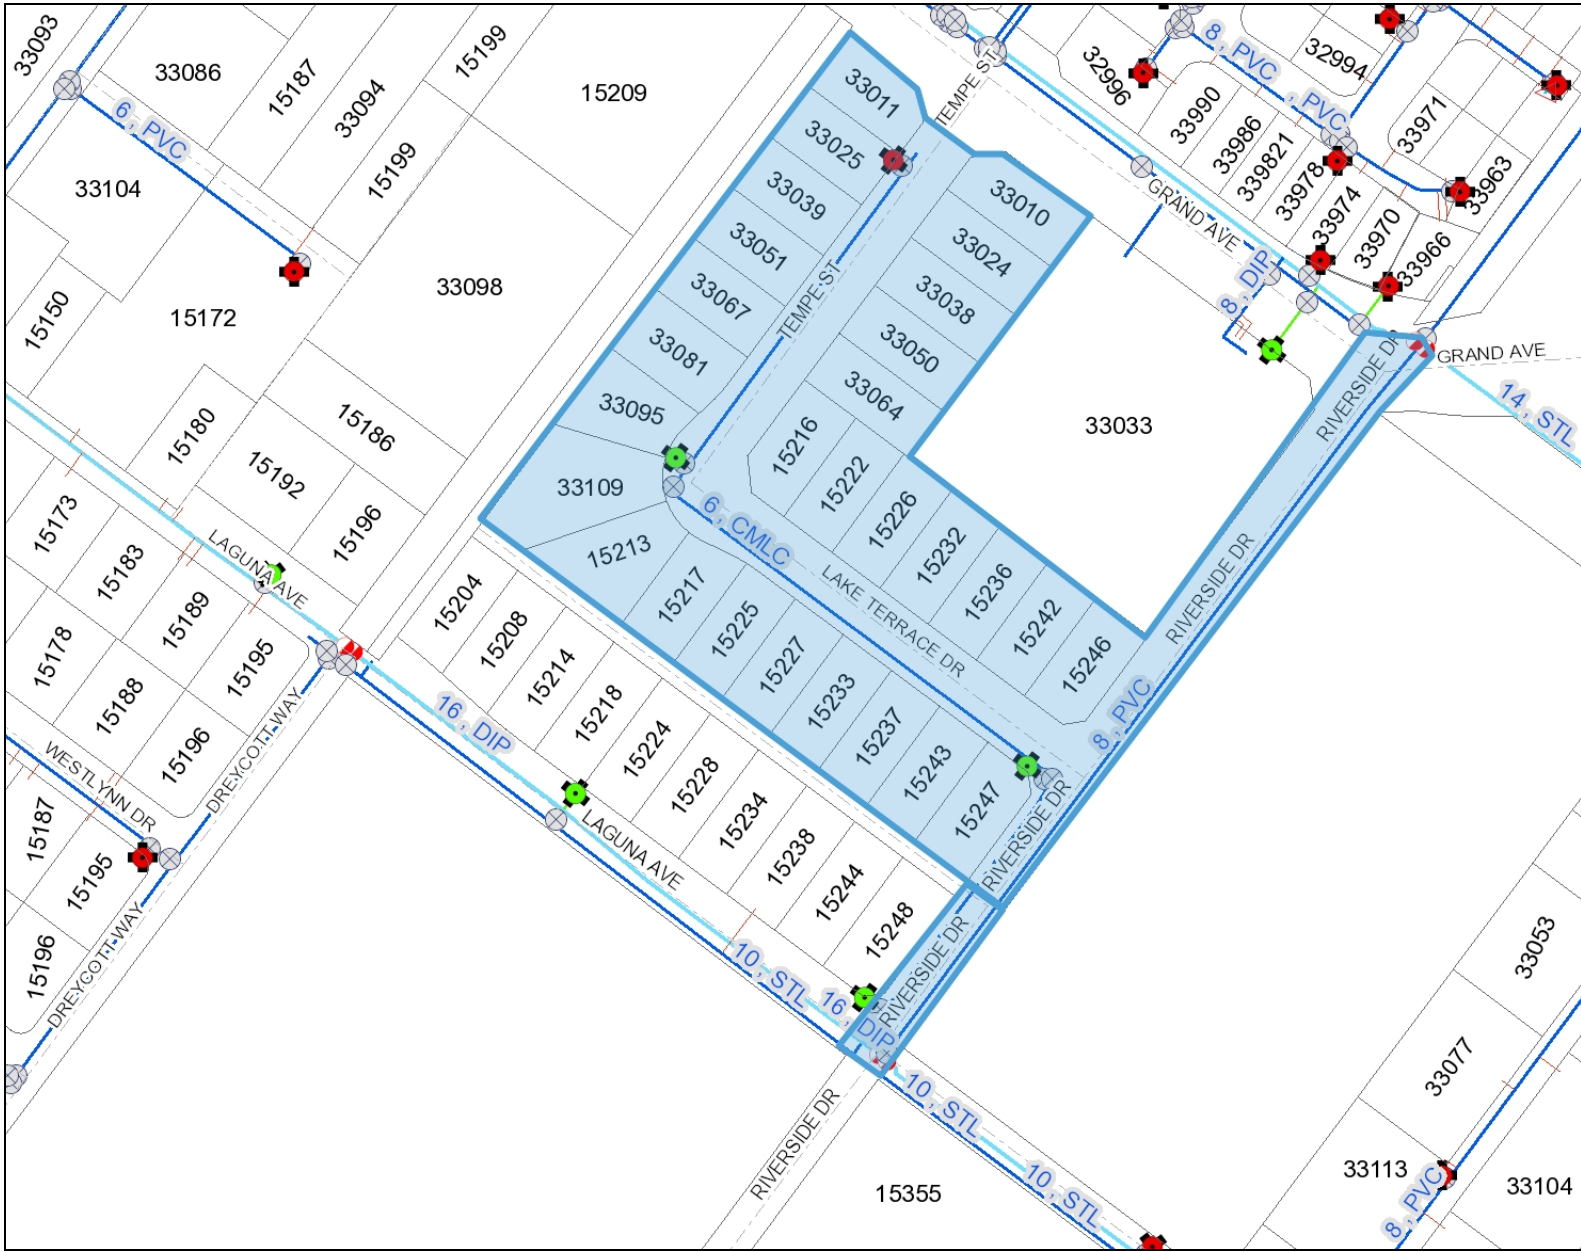 33093
33086
15187
33094
15199
15209
6, PVC
33104
15199
15150
15172
33098
15180
15186
15192
15196
15173
15183
15189
15195
LAGUNA AVE
15178
15188
15196
WESTLYNN DR
DREYCOTT WAY
15187
15195
15196
DREYCOTT WAY
33011
33025
33039
33051
33067
33081
33095
33109
15213
TEMPE ST
TEMPE ST
33010
33024
33038
33050
33064
15216
15222
15226
15232
15236
15242
15246
6, CMLC
LAKE TERRACE DR
15217
15225
15227
15233
15237
15243
15247
15204
15208
15214
15218
15224
15228
15234
15238
15244
15248
16, DIP
LAGUNA AVE
10, STL
16, DIP
10, STL
10, STL
RIVERSIDE DR
RIVERSIDE DR
RIVERSIDE DR
RIVERSIDE DR
RIVERSIDE DR
8, PVC
15355
32996
8, PVC
32994
, PVC
33990
33986
339821
33978
33974
33970
33966
33971
33963
GRAND AVE
8, DIP
33033
GRAND AVE
14, STL
33053
33077
33113
33104
8, PVC